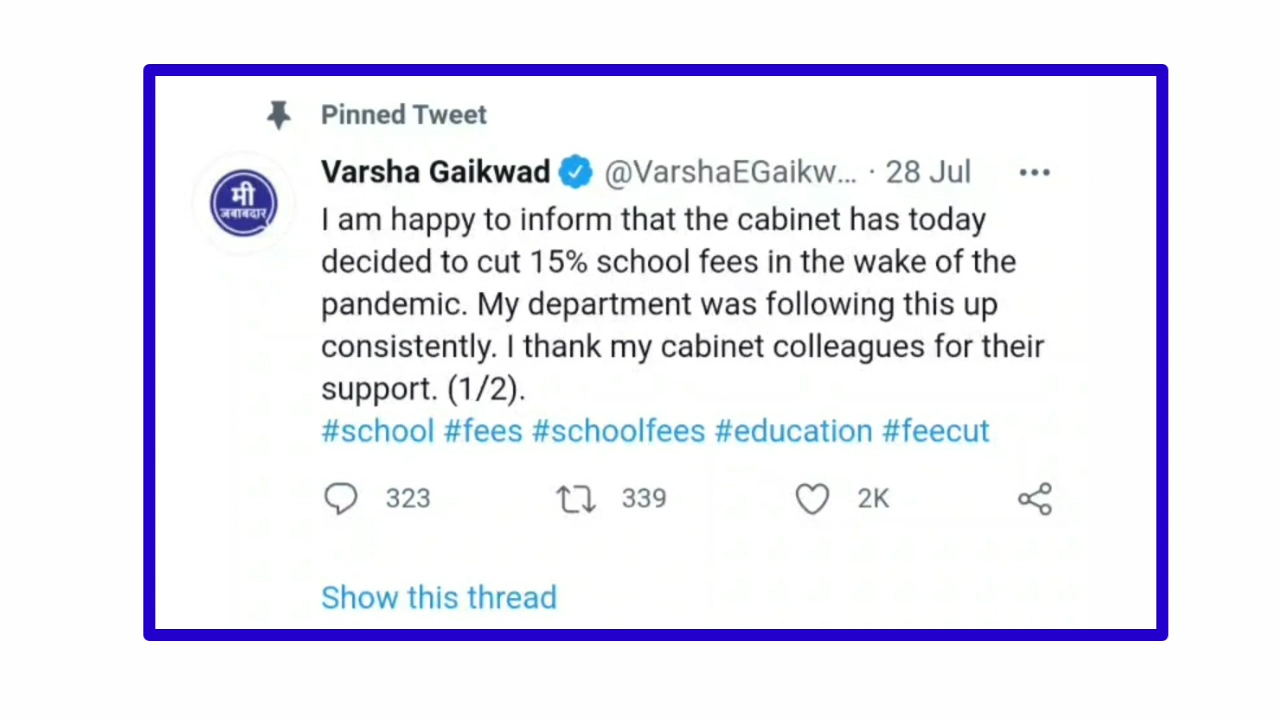 Pinned Tweet
Varsha Gaikwad @VarshaEGaikw... · 28 Jul
मी
जबाबदार
I am happy to inform that the cabinet has today
decided to cut 15% school fees in the wake of the
pandemic. My department was following this up
consistently. I thank my cabinet colleagues for their
support. (1/2).
#school #fees #schoolfees #education #feecut
323 339 2K
Show this thread